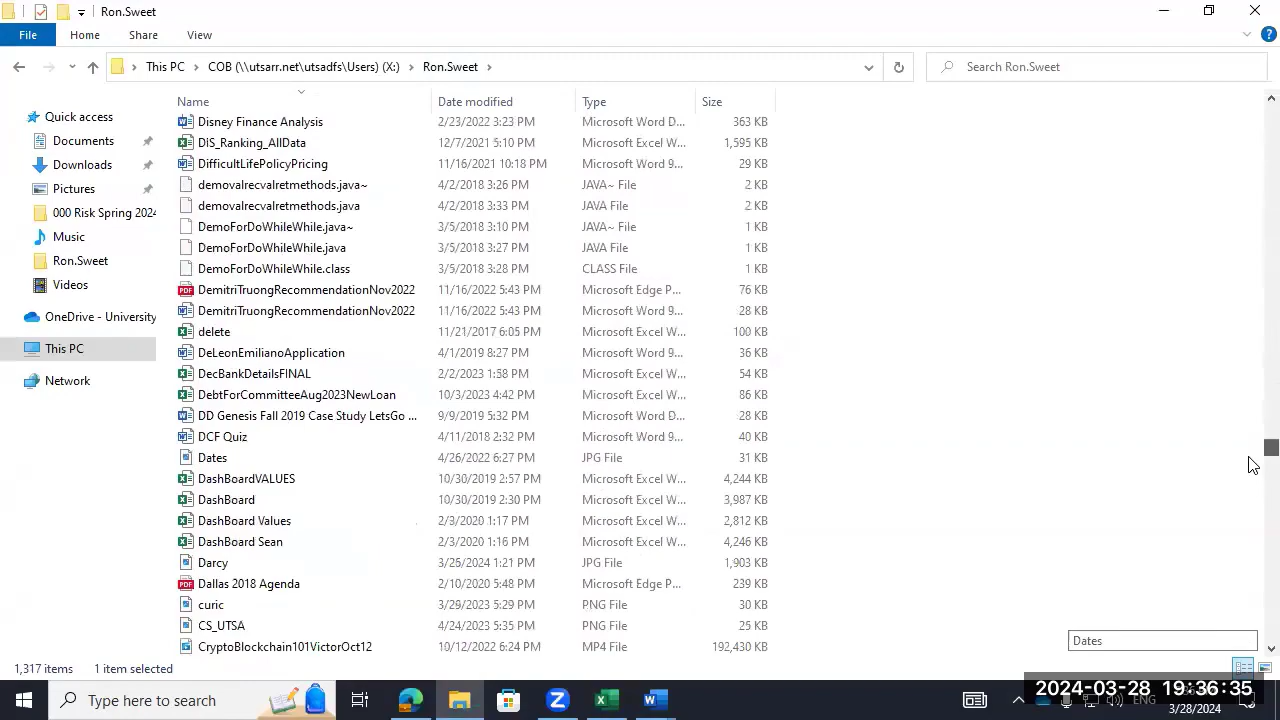 Ron.Sweet
File Home Share View
This PC COB (\\utsarr.net\utsadfs\Users) (X:) Ron.Sweet
Search Ron.Sweet
Name Date modified Type Size
Quick access
Documents
Downloads
Pictures
000 Risk Spring 2024
Music
Ron.Sweet
Videos
OneDrive - University
This PC
Network
Disney Finance Analysis 2/23/2022 3:23 PM Microsoft Word D... 363 KB
DIS_Ranking_AllData 12/7/2021 5:10 PM Microsoft Excel W... 1,595 KB
DifficultLifePolicyPricing 11/16/2021 10:18 PM Microsoft Word 9... 29 KB
demovalrecvalretmethods.java~ 4/2/2018 3:26 PM JAVA~ File 2 KB
demovalrecvalretmethods.java 4/2/2018 3:33 PM JAVA File 2 KB
DemoForDoWhileWhile.java~ 3/5/2018 3:10 PM JAVA~ File 1 KB
DemoForDoWhileWhile.java 3/5/2018 3:27 PM JAVA File 1 KB
DemoForDoWhileWhile.class 3/5/2018 3:28 PM CLASS File 1 KB
DemitriTruongRecommendationNov2022 11/16/2022 5:43 PM Microsoft Edge P... 76 KB
DemitriTruongRecommendationNov2022 11/16/2022 5:43 PM Microsoft Word 9... 28 KB
delete 11/21/2017 6:05 PM Microsoft Excel W... 100 KB
DeLeonEmilianoApplication 4/1/2019 8:27 PM Microsoft Word 9... 36 KB
DecBankDetailsFINAL 2/2/2023 1:58 PM Microsoft Excel W... 54 KB
DebtForCommitteeAug2023NewLoan 10/3/2023 4:42 PM Microsoft Excel W... 86 KB
DD Genesis Fall 2019 Case Study LetsGo ... 9/9/2019 5:32 PM Microsoft Word D... 28 KB
DCF Quiz 4/11/2018 2:32 PM Microsoft Word 9... 40 KB
Dates 4/26/2022 6:27 PM JPG File 31 KB
DashBoardVALUES 10/30/2019 2:57 PM Microsoft Excel W... 4,244 KB
DashBoard 10/30/2019 2:30 PM Microsoft Excel W... 3,987 KB
DashBoard Values 2/3/2020 1:17 PM Microsoft Excel W... 2,812 KB
DashBoard Sean 2/3/2020 1:16 PM Microsoft Excel W... 4,246 KB
Darcy 3/25/2024 1:21 PM JPG File 1,903 KB
Dallas 2018 Agenda 2/10/2020 5:48 PM Microsoft Edge P... 239 KB
curic 3/29/2023 5:29 PM PNG File 30 KB
CS_UTSA 4/24/2023 5:35 PM PNG File 25 KB
CryptoBlockchain101VictorOct12 10/12/2022 6:24 PM MP4 File 192,430 KB
Dates
1,317 items 1 item selected
Type here to search
ENG
2024-03-28 19:36:35
3/28/2024